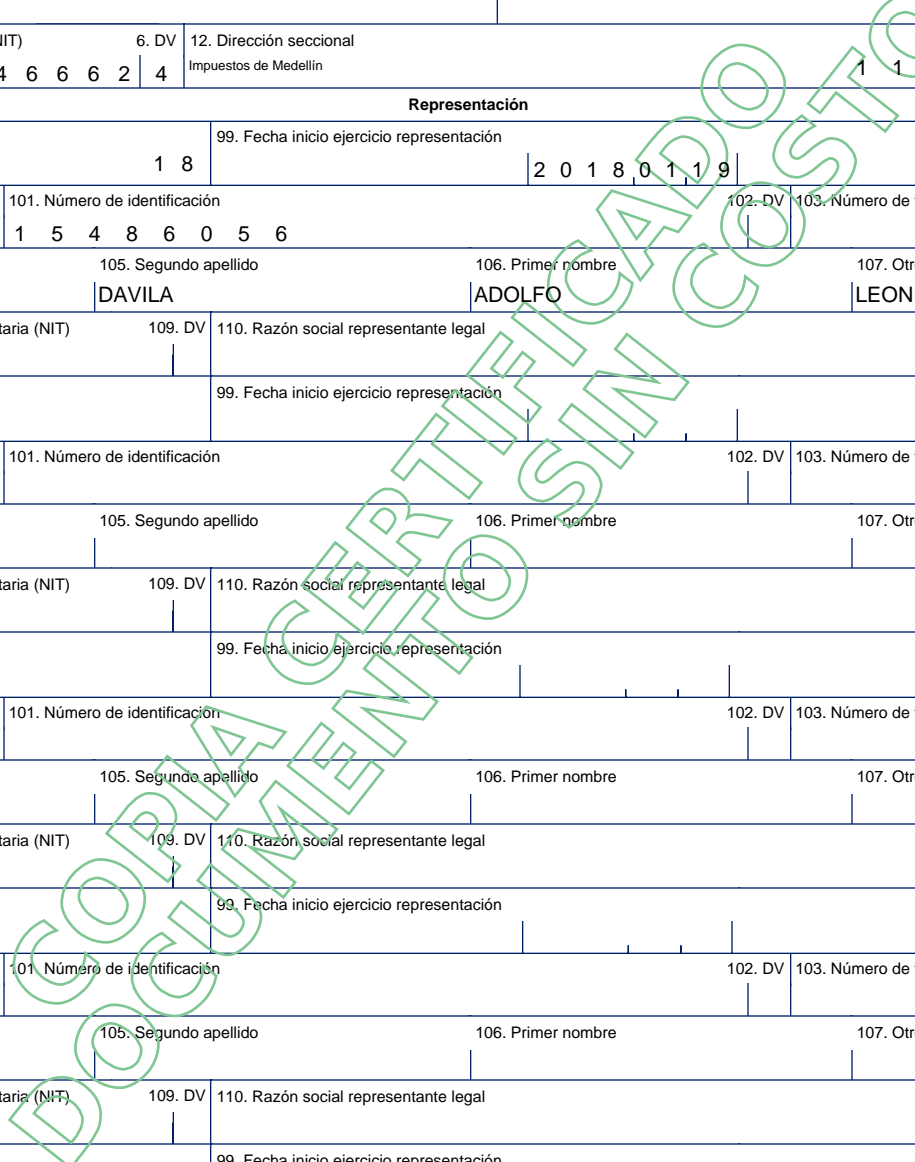 6. DV 12. Dirección seccional
4 6 6 6 2 4 Impuestos de Medellín 1 1
Representación
99. Fecha inicio ejercicio representación
1 8 2 0 1 8 0 1 1 9
101. Número de identificación 102. DV 103. Número de
1 5 4 8 6 0 5 6
105. Segundo apellido 106. Primer nombre 107. Otr
DAVILA ADOLFO LEON
taria (NIT) 109. DV 110. Razón social representante legal
99. Fecha inicio ejercicio representación
101. Número de identificación 102. DV 103. Número de
105. Segundo apellido 106. Primer nombre 107. Otr
taria (NIT) 109. DV 110. Razón social representante legal
99. Fecha inicio ejercicio representación
101. Número de identificación 102. DV 103. Número de
105. Segundo apellido 106. Primer nombre 107. Otr
taria (NIT) 109. DV 110. Razón social representante legal
99. Fecha inicio ejercicio representación
101. Número de identificación 102. DV 103. Número de
105. Segundo apellido 106. Primer nombre 107. Otr
taria (NIT) 109. DV 110. Razón social representante legal
99. Fecha inicio ejercicio representación
COPIA CERTIFICADO
DOCUMENTO SIN COSTO